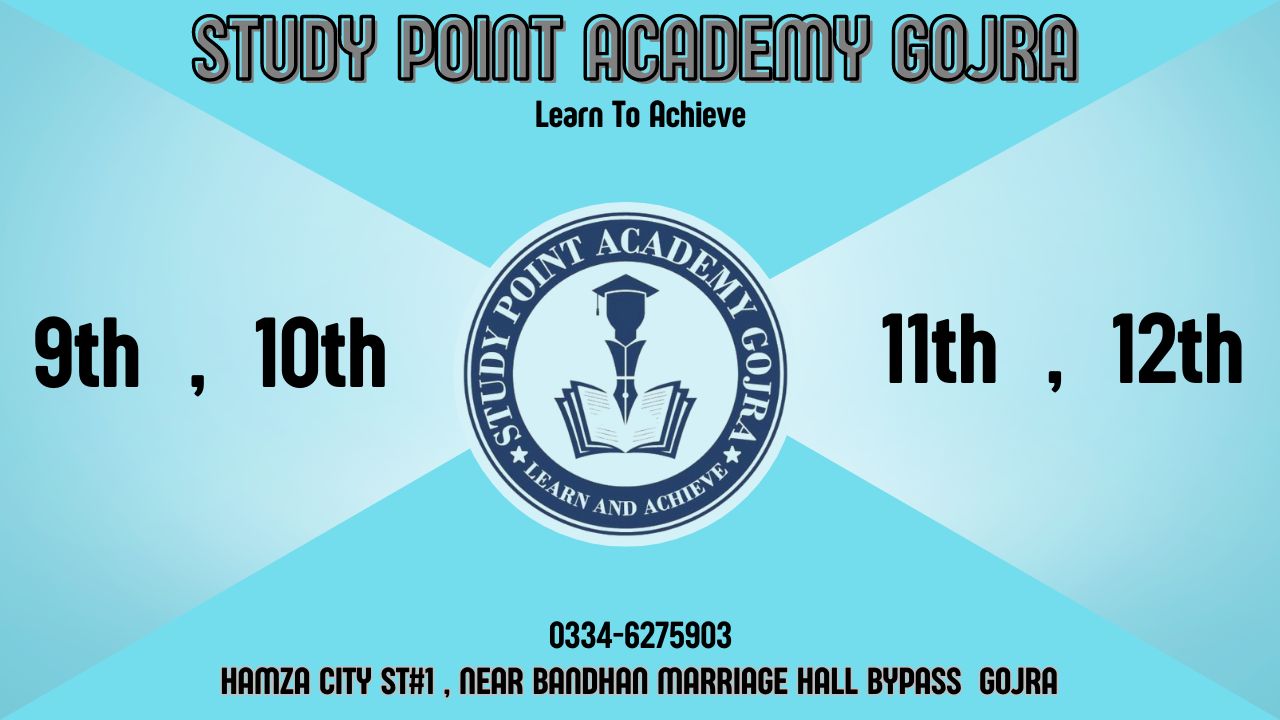 STUDY POINT ACADEMY GOJRA
Learn To Achieve
9th , 10th
STUDY POINT ACADEMY GOJRA
LEARN AND ACHIEVE
11th , 12th
0334-6275903
HAMZA CITY ST#1 , NEAR BANDHAN MARRIAGE HALL BYPASS GOJRA